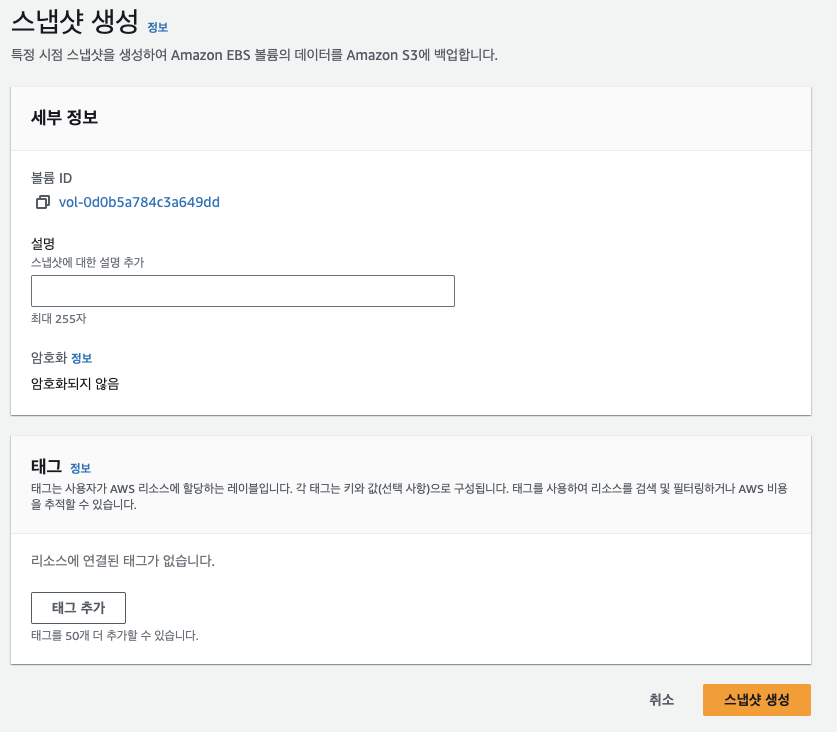 스냅샷 생성 정보
특정 시점 스냅샷을 생성하여 Amazon EBS 볼륨의 데이터를 Amazon S3에 백업합니다.
세부 정보
볼륨 ID
vol-0d0b5a784c3a649dd
설명
스냅샷에 대한 설명 추가
최대 255자
암호화 정보
암호화되지 않음
태그 정보
태그는 사용자가 AWS 리소스에 할당하는 레이블입니다. 각 태그는 키와 값(선택 사항)으로 구성됩니다. 태그를 사용하여 리소스를 검색 및 필터링하거나 AWS 비용
을 추적할 수 있습니다.
리소스에 연결된 태그가 없습니다.
태그 추가
태그를 50개 더 추가할 수 있습니다.
취소 스냅샷 생성